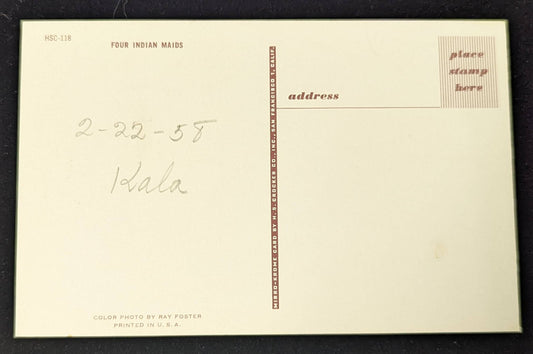 HSC-118
FOUR INDIAN MAIDS
2-22-58
Kala
COLOR PHOTO BY RAY FOSTER
PRINTED IN U. S. A.
MIRRO-KROME CARD BY H. S. CROCKER CO., INC., SAN FRANCISCO 1, CALIF.
address
place
stamp
here